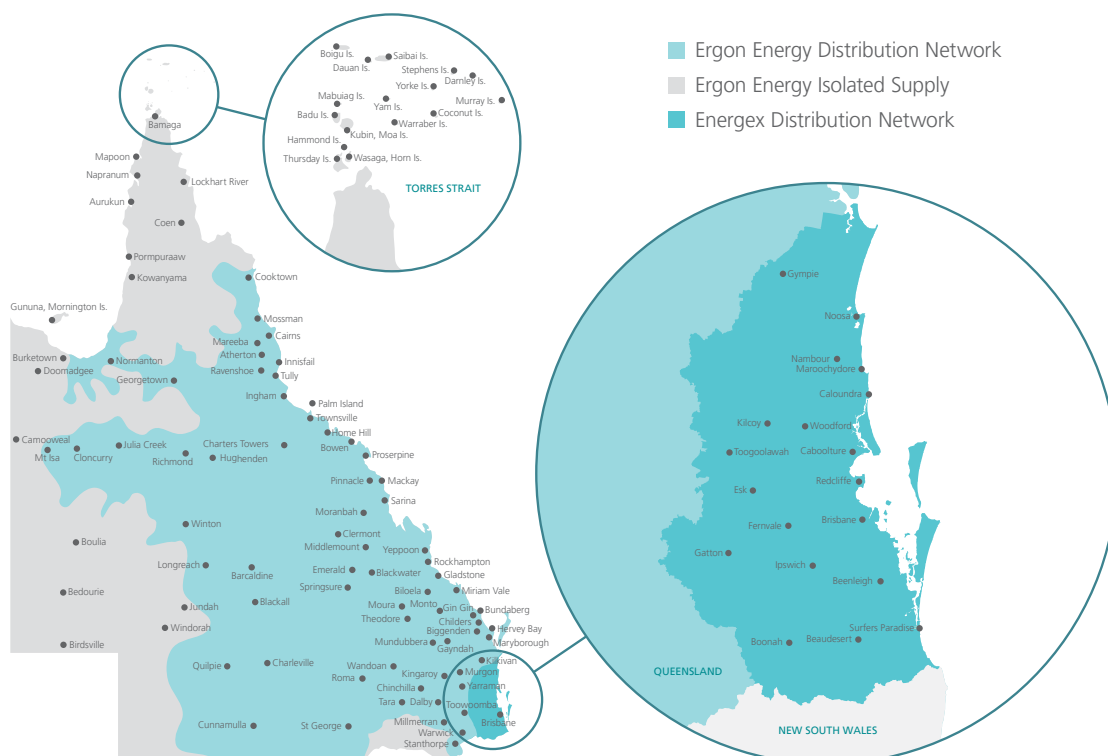 Ergon Energy Distribution Network
Ergon Energy Isolated Supply
Energex Distribution Network
Boigu Is.
Saibai Is.
Dauan Is.
Stephens Is.
Darnley Is.
Yorke Is.
Mabuiag Is.
Yam Is.
Murray Is.
Badu Is.
Coconut Is.
Warraber Is.
Kubin, Moa Is.
Hammond Is.
Thursday Is.
Wasaga, Horn Is.
TORRES STRAIT
Bamaga
Mapoon
Napranum
Lockhart River
Aurukun
Coen
Pormpuraaw
Kowanyama
Cooktown
Gununa, Mornington Is.
Mossman
Cairns
Mareeba
Atherton
Burketown
Normanton
Innisfail
Doomadgee
Ravenshoe
Tully
Georgetown
Ingham
Palm Island
Townsville
Home Hill
Camooweal
Julia Creek
Charters Towers
Bowen
Mt Isa
Cloncurry
Richmond
Hughenden
Proserpine
Pinnacle
Mackay
Sarina
Moranbah
Winton
Clermont
Boulia
Middlemount
Yeppoon
Longreach
Rockhampton
Barcaldine
Emerald
Blackwater
Gladstone
Bedourie
Springsure
Biloela
Miriam Vale
Jundah
Blackall
Moura
Monto
Gin Gin
Bundaberg
Theodore
Childers
Windorah
Biggenden
Hervey Bay
Birdsville
Mundubbera
Gayndah
Maryborough
Quilpie
Charleville
Wandoan
Kilkivan
Roma
Kingaroy
Murgon
Chinchilla
Yarraman
Tara
Dalby
Toowoomba
Cunnamulla
St George
Millmerran
Brisbane
Warwick
Stanthorpe
Gympie
Noosa
Nambour
Maroochydore
Caloundra
Kilcoy
Woodford
Toogoolawah
Caboolture
Redcliffe
Esk
Fernvale
Brisbane
Gatton
Ipswich
Beenleigh
Surfers Paradise
Boonah
Beaudesert
QUEENSLAND
NEW SOUTH WALES